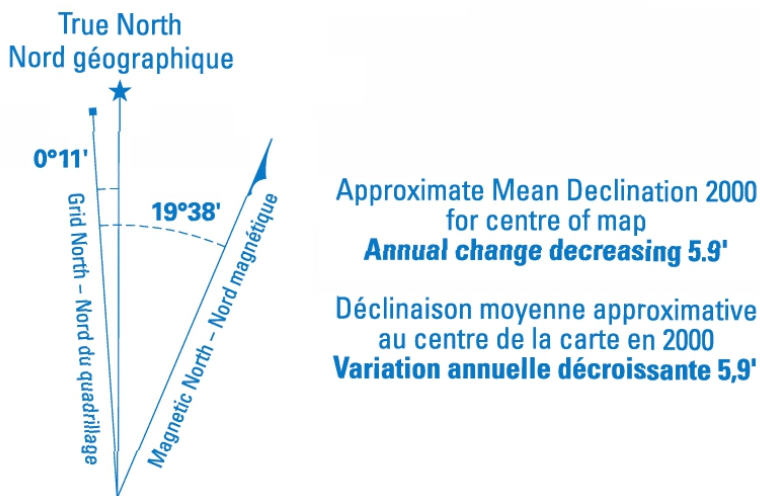 True North
Nord géographique
0°11'
19°38'
Grid North – Nord du quadrillage
Magnetic North – Nord magnétique
Approximate Mean Declination 2000
for centre of map
Annual change decreasing 5.9'
Déclinaison moyenne approximative
au centre de la carte en 2000
Variation annuelle décroissante 5,9'